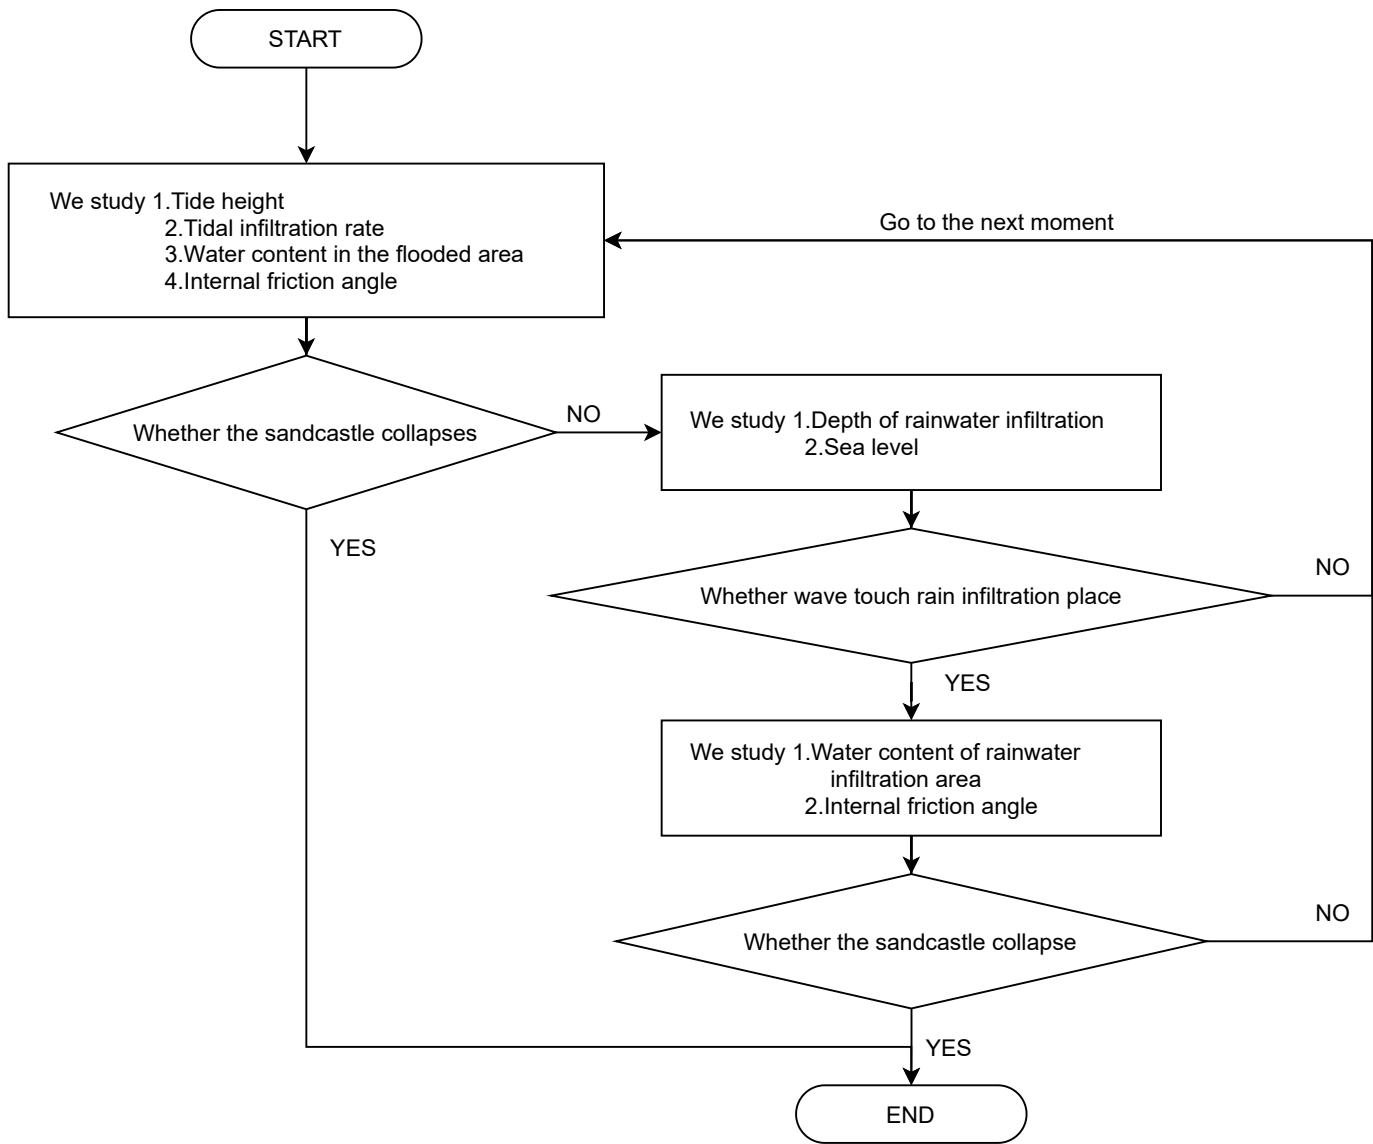 START
We study 1.Tide height
2.Tidal infiltration rate
3.Water content in the flooded area
4.Internal friction angle
Go to the next moment
Whether the sandcastle collapses
NO
We study 1.Depth of rainwater infiltration
2.Sea level
YES
Whether wave touch rain infiltration place
NO
YES
We study 1.Water content of rainwater
infiltration area
2.Internal friction angle
Whether the sandcastle collapse
NO
YES
END